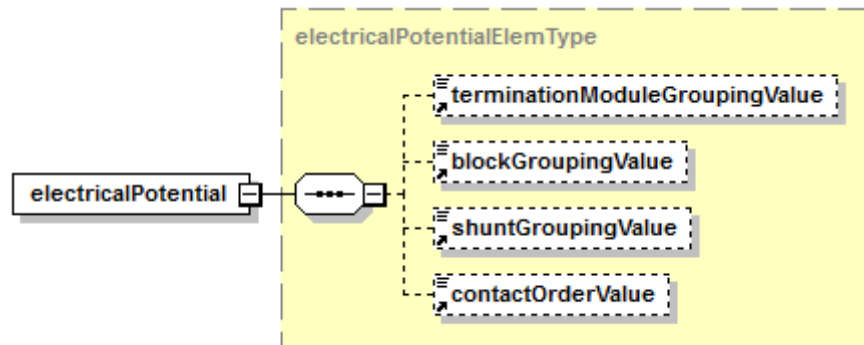 electricalPotentialElemType
terminationModuleGroupingValue
blockGroupingValue
electricalPotential
shuntGroupingValue
contactOrderValue